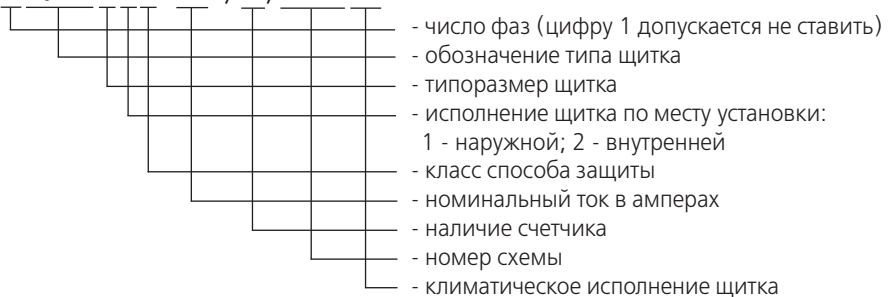 - число фаз (цифру 1 допускается не ставить)
- обозначение типа щитка
- типоразмер щитка
- исполнение щитка по месту установки:
1 - наружной; 2 - внутренней
- класс способа защиты
- номинальный ток в амперах
- наличие счетчика
- номер схемы
- климатическое исполнение щитка